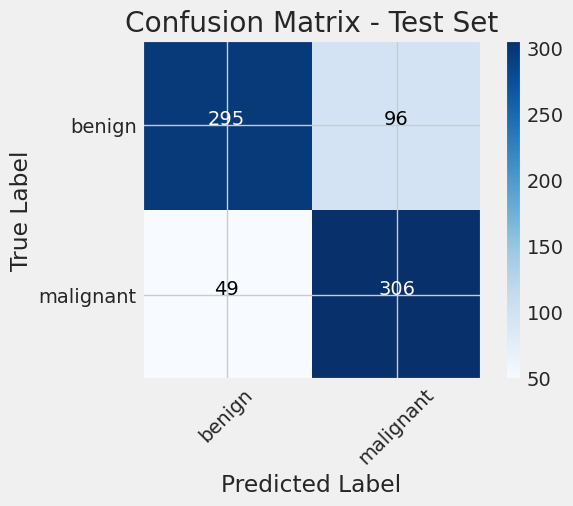 Confusion Matrix - Test Set
True Label
benign
295
96
malignant
49
306
benign
malignant
Predicted Label
300
250
200
150
100
50